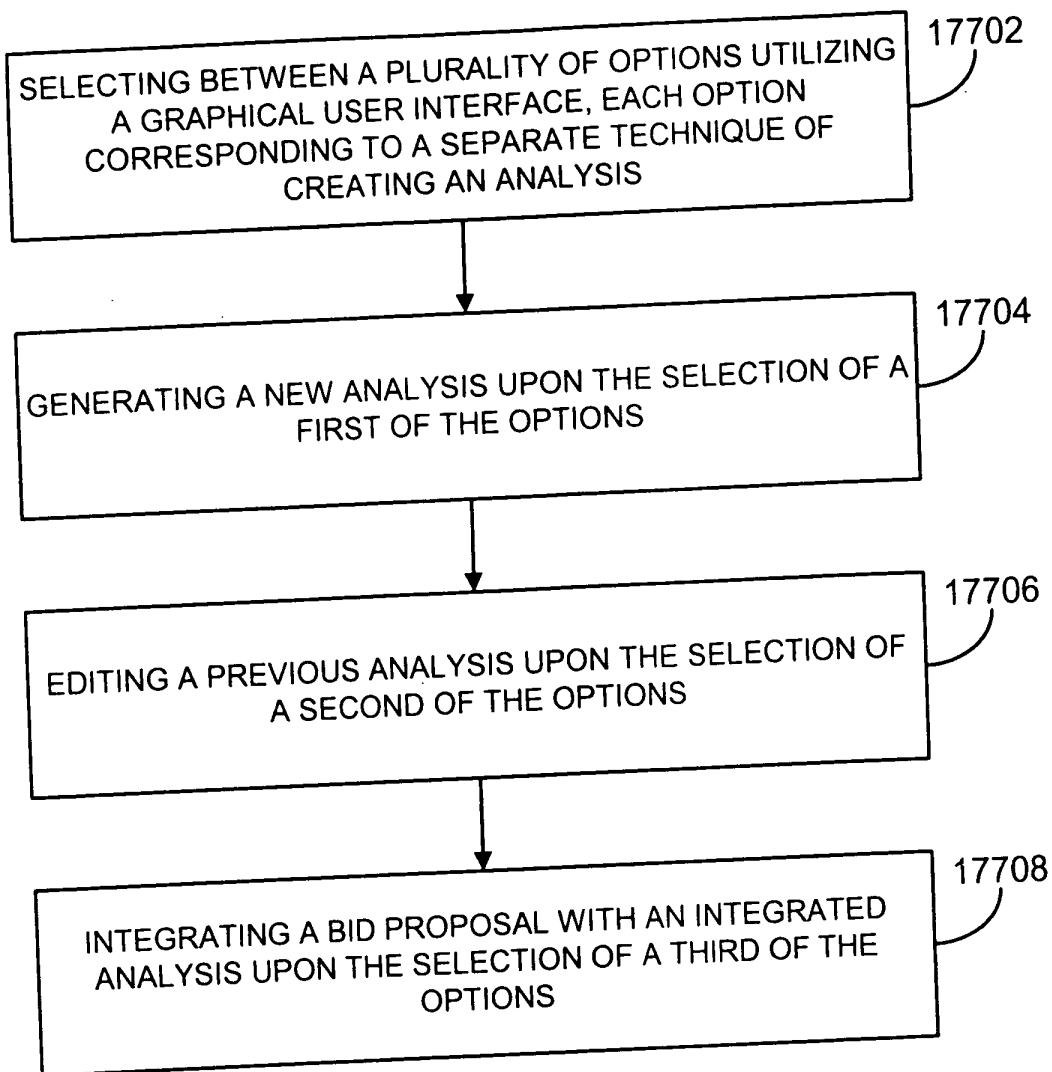 17702
SELECTING BETWEEN A PLURALITY OF OPTIONS UTILIZING
A GRAPHICAL USER INTERFACE, EACH OPTION
CORRESPONDING TO A SEPARATE TECHNIQUE OF
CREATING AN ANALYSIS
17704
GENERATING A NEW ANALYSIS UPON THE SELECTION OF A
FIRST OF THE OPTIONS
17706
EDITING A PREVIOUS ANALYSIS UPON THE SELECTION OF
A SECOND OF THE OPTIONS
17708
INTEGRATING A BID PROPOSAL WITH AN INTEGRATED
ANALYSIS UPON THE SELECTION OF A THIRD OF THE
OPTIONS